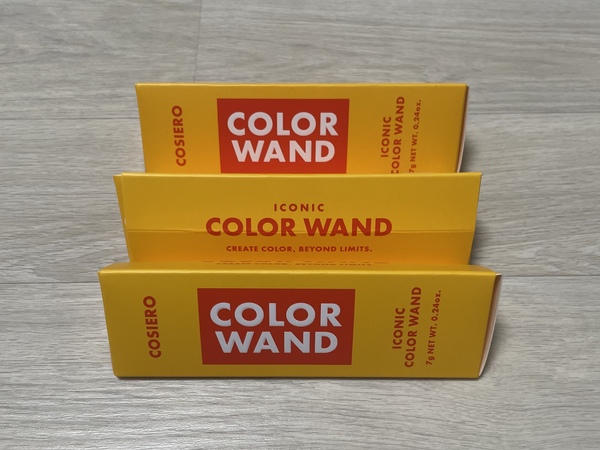 COSIERO
COLOR
WAND
ICONIC
COLOR WAND
7g NET WT. 0.24oz.
ICONIC
COLOR WAND
CREATE COLOR, BEYOND LIMITS.
COSIERO
COLOR
WAND
ICONIC
COLOR WAND
7g NET WT. 0.24oz.